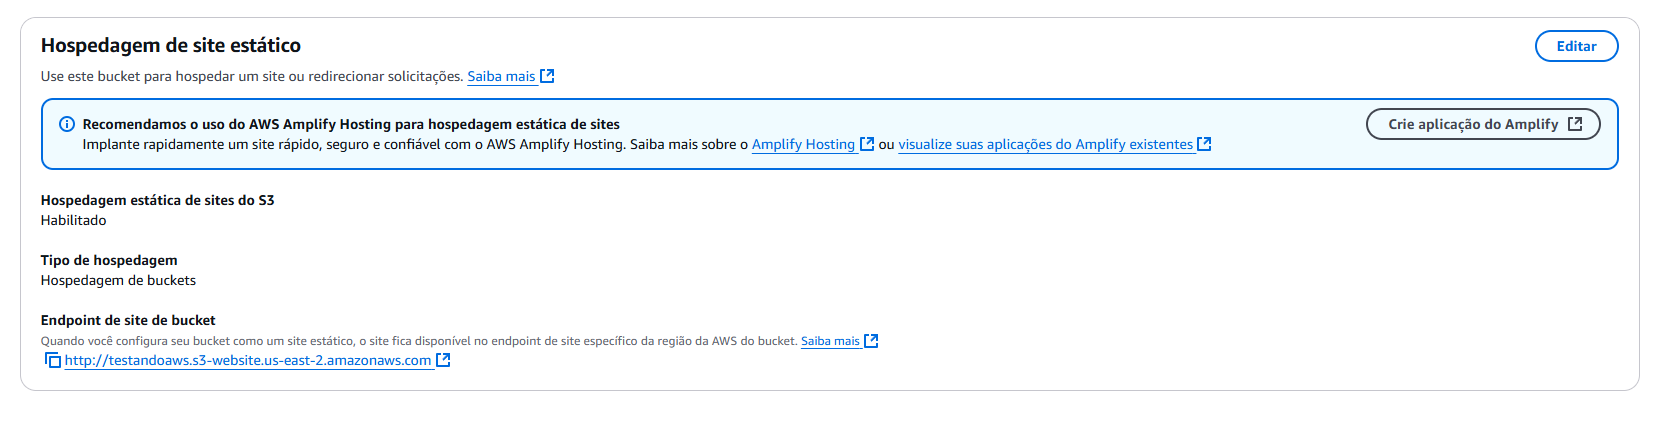 Hospedagem de site estático
Editar
Use este bucket para hospedar um site ou redirecionar solicitações. Saiba mais
Recomendamos o uso do AWS Amplify Hosting para hospedagem estática de sites
Crie aplicação do Amplify
Implante rapidamente um site rápido, seguro e confiável com o AWS Amplify Hosting. Saiba mais sobre o Amplify Hosting ou visualize suas aplicações do Amplify existentes
Hospedagem estática de sites do S3
Habilitado
Tipo de hospedagem
Hospedagem de buckets
Endpoint de site de bucket
Quando você configura seu bucket como um site estático, o site fica disponível no endpoint de site específico da região da AWS do bucket. Saiba mais
http://testandoaws.s3-website.us-east-2.amazonaws.com